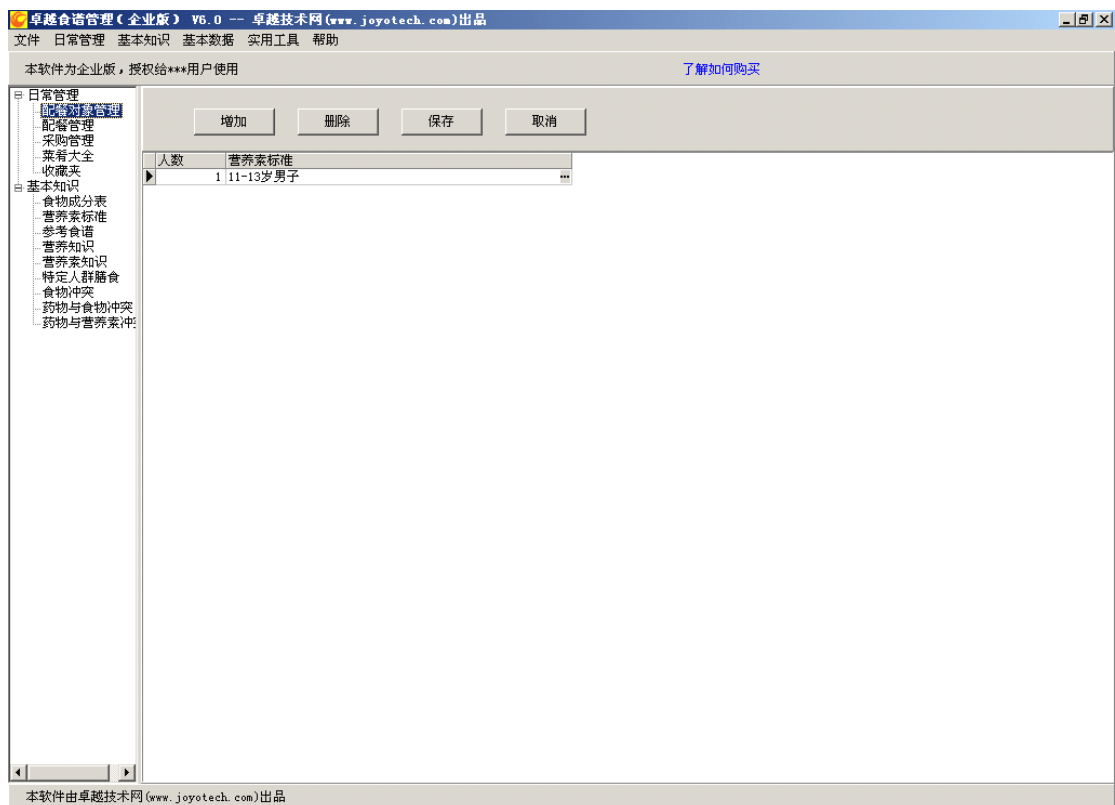 卓越食谱管理(企业版) V6.0 -- 卓越技术网(www.joyotech.com)出品
文件 日常管理 基本知识 基本数据 实用工具 帮助
本软件为企业版,授权给***用户使用 了解如何购买
日常管理
配餐对象管理
配餐管理
采购管理
菜肴大全
收藏夹
基本知识
食物成分表
营养素标准
参考食谱
营养知识
营养素知识
特定人群膳食
食物冲突
药物与食物冲突
药物与营养素冲
增加 删除 保存 取消
人数 营养素标准
1 11-13岁男子 ...
本软件由卓越技术网(www.joyotech.com)出品